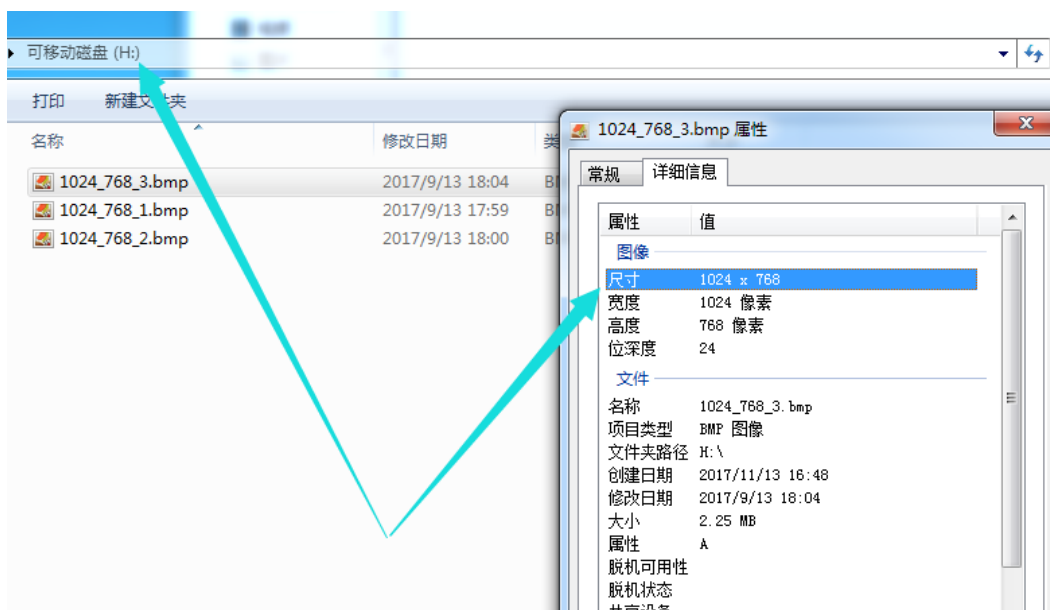 可移动磁盘 (H:)
打印 新建文件夹
名称 修改日期 类
1024_768_3.bmp 2017/9/13 18:04
1024_768_1.bmp 2017/9/13 17:59
1024_768_2.bmp 2017/9/13 18:00
1024_768_3.bmp 属性
常规 详细信息
属性 值
图像
尺寸 1024 x 768
宽度 1024 像素
高度 768 像素
位深度 24
文件
名称 1024_768_3.bmp
项目类型 BMP 图像
文件夹路径 H:\
创建日期 2017/11/13 16:48
修改日期 2017/9/13 18:04
大小 2.25 MB
属性 A
脱机可用性
脱机状态